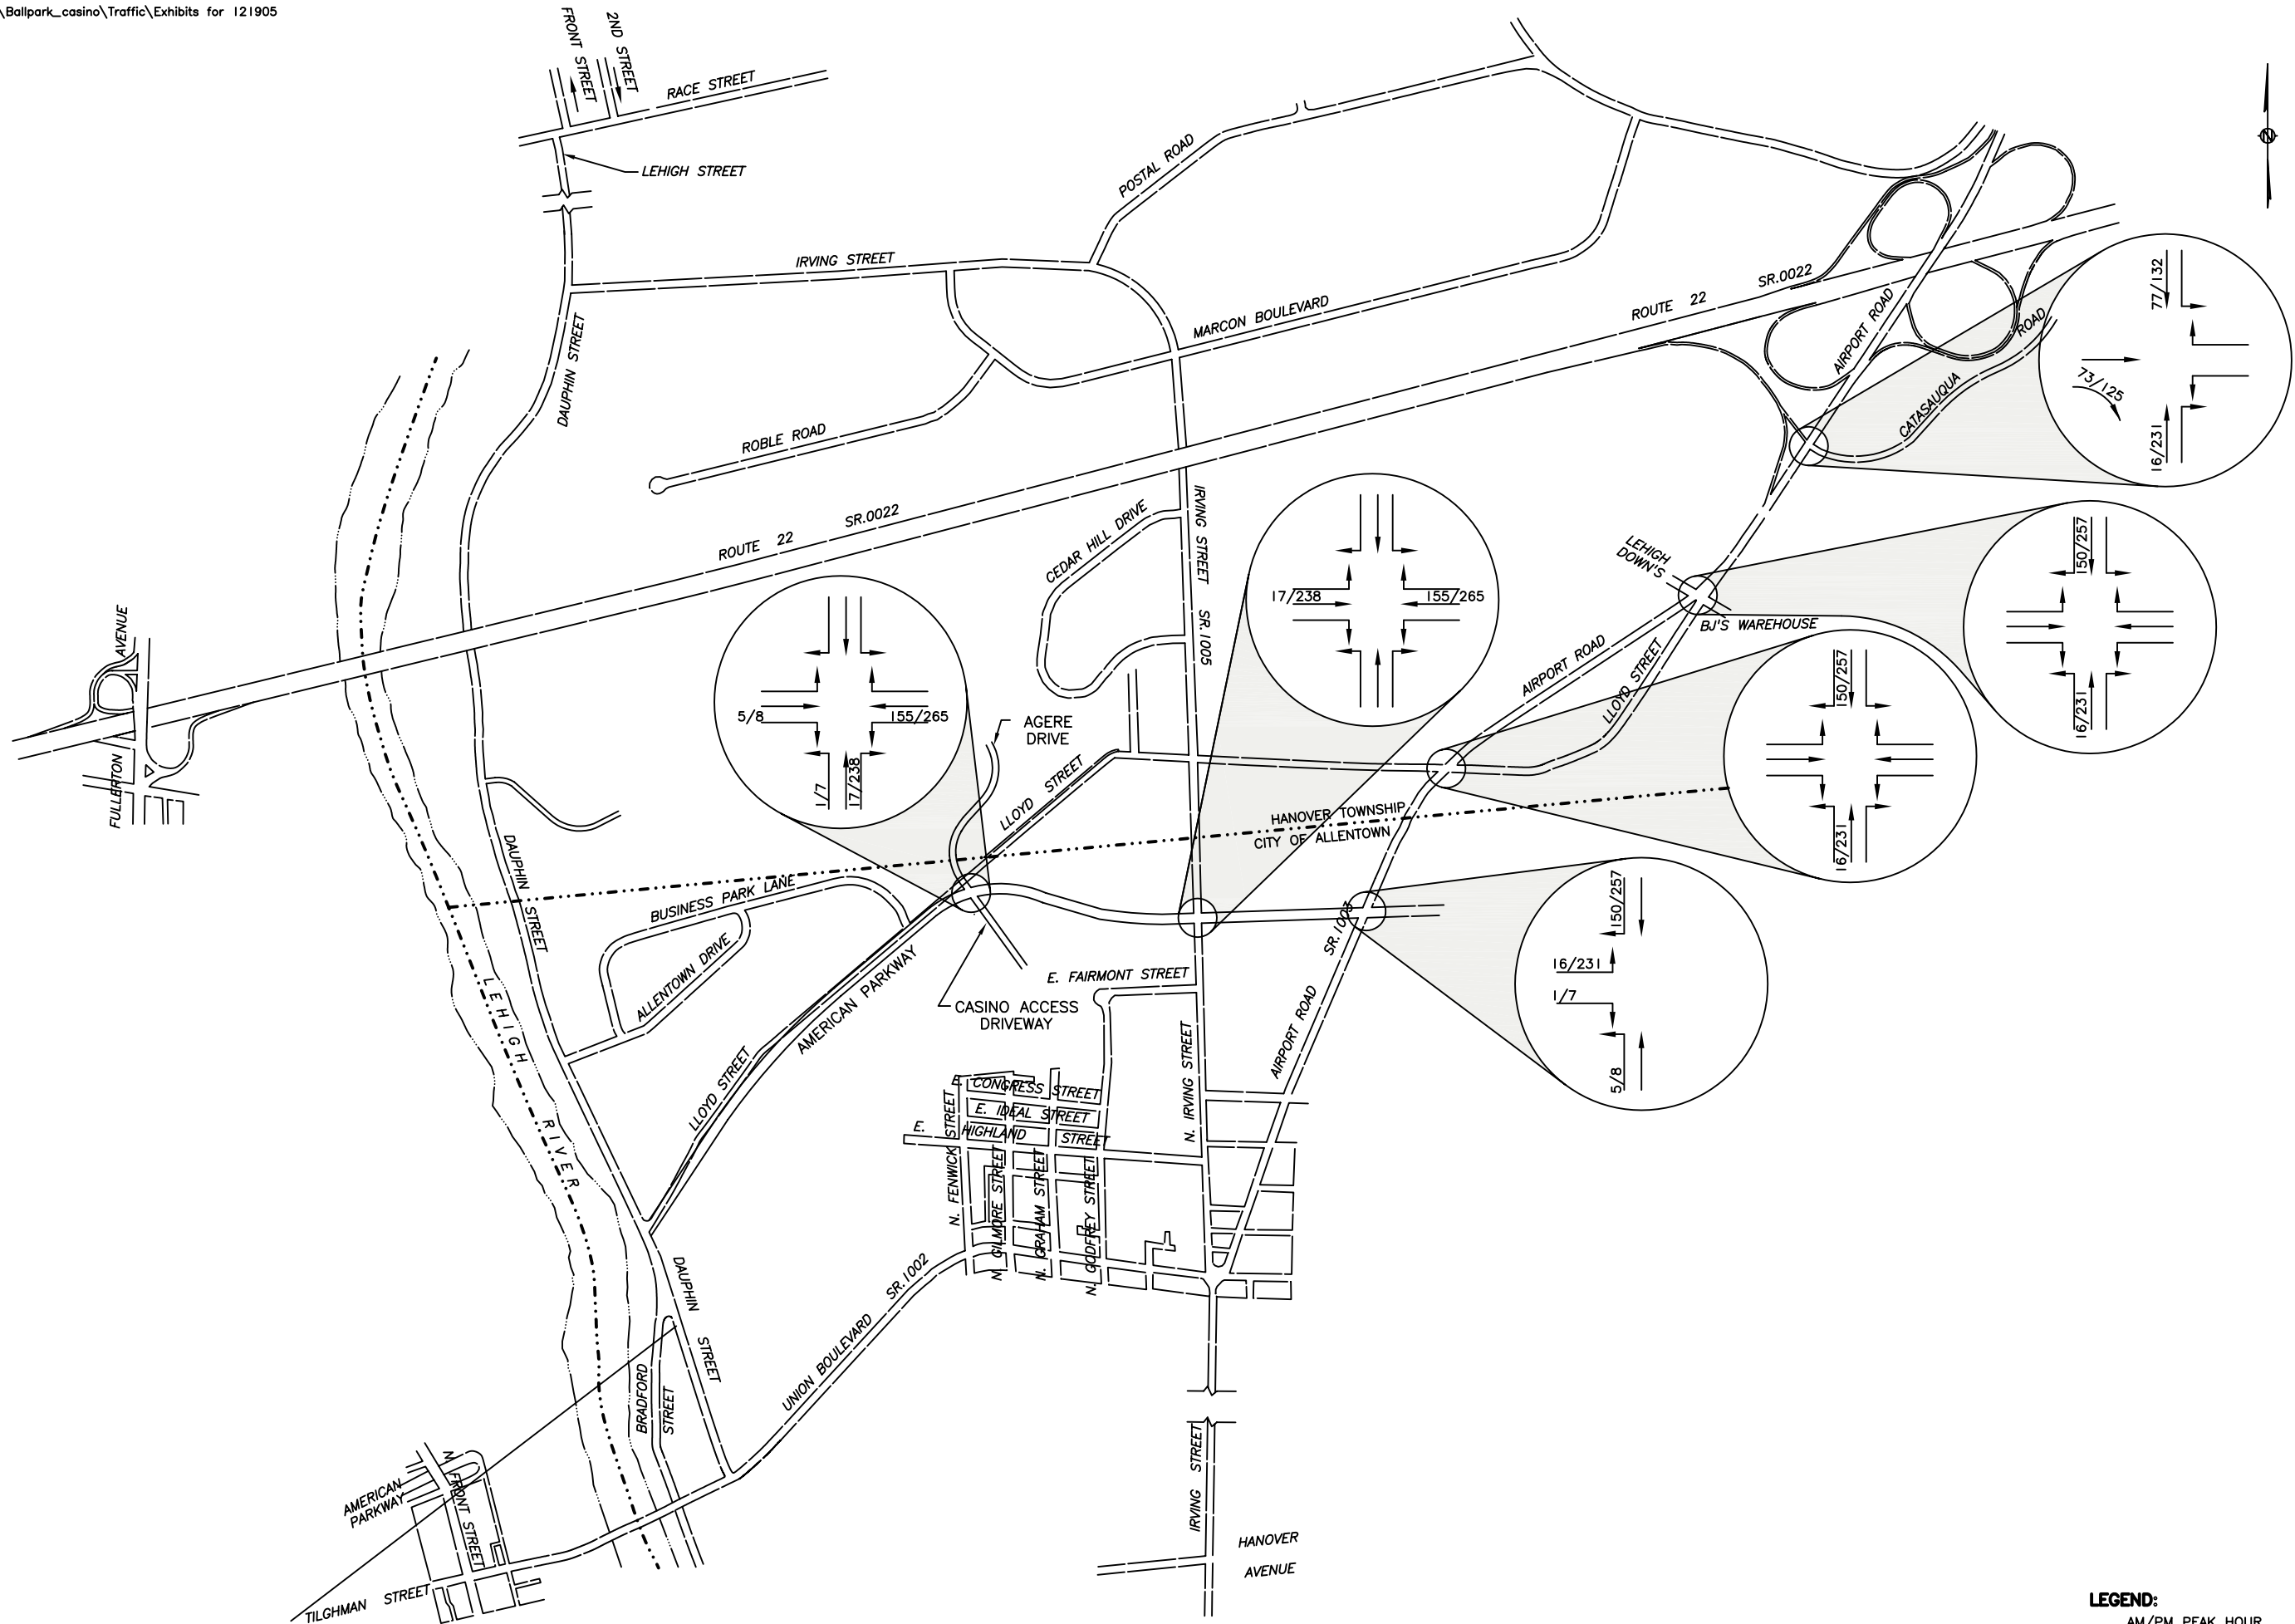 \Ballpark_casino\Traffic\Exhibits for 121905
FRONT STREET
2ND STREET
RACE STREET
LEHIGH STREET
POSTAL ROAD
IRVING STREET
DAUPHIN STREET
MARCON BOULEVARD
ROUTE 22
SR.0022
AIRPORT ROAD
CATASAUQUA
ROAD
77/132
73/125
16/231
ROBLE ROAD
ROUTE 22
SR.0022
CEDAR HILL DRIVE
IRVING STREET
SR.1005
17/238
155/265
LEHIGH
DOWN'S
BJ'S WAREHOUSE
150/257
16/231
AIRPORT ROAD
LLOYD STREET
150/257
16/231
FULLERTON
AVENUE
5/8
155/265
1/7
17/238
AGERE
DRIVE
LLOYD STREET
HANOVER TOWNSHIP
CITY OF ALLENTOWN
DAUPHIN
STREET
BUSINESS PARK LANE
ALLENTOWN DRIVE
AMERICAN PARKWAY
LLOYD STREET
CASINO ACCESS
DRIVEWAY
E. FAIRMONT STREET
SR.1003
AIRPORT ROAD
150/257
16/231
1/7
5/8
N. IRVING STREET
LEHIGH
RIVER
E. CONGRESS STREET
E. IDEAL STREET
E. HIGHLAND STREET
N. FENWICK STREET
N. GILMORE STREET
N. GRAHAM STREET
N. GODFREY STREET
UNION BOULEVARD
SR.1002
DAUPHIN
STREET
BRADFORD
STREET
AMERICAN
PARKWAY
N. FRONT STREET
TILGHMAN STREET
IRVING STREET
HANOVER
AVENUE
LEGEND:
AM/PM PEAK HOUR